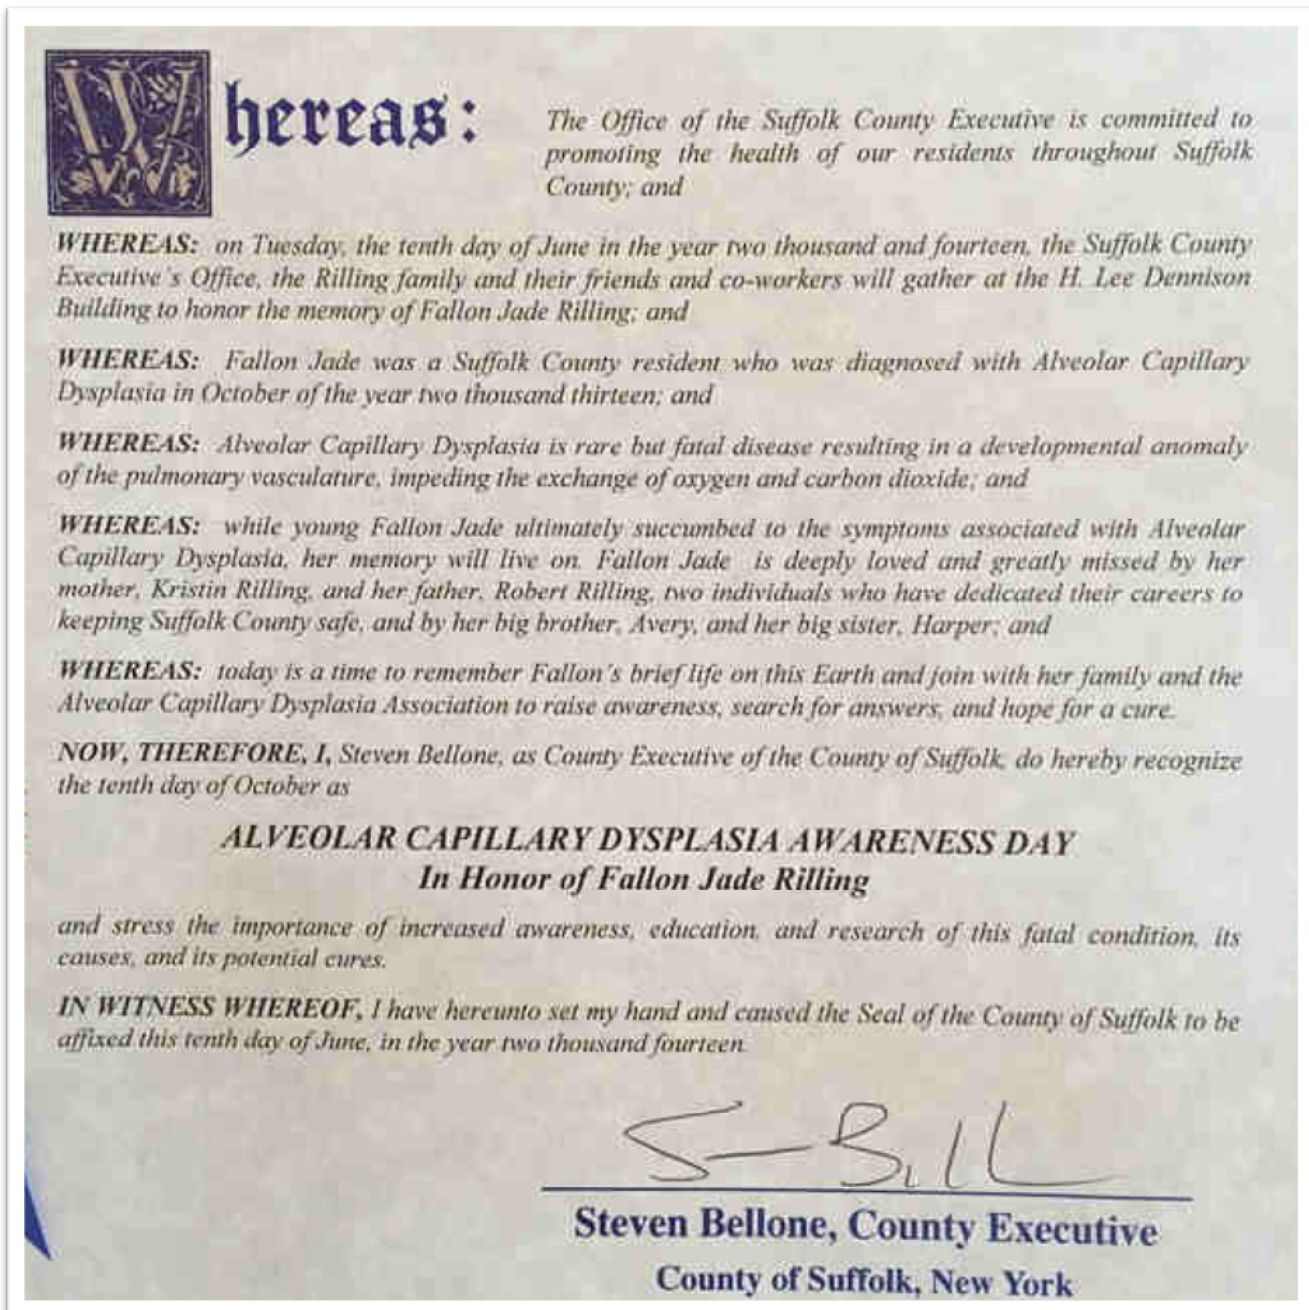 Whereas:
The Office of the Suffolk County Executive is committed to
promoting the health of our residents throughout Suffolk
County; and
WHEREAS: on Tuesday, the tenth day of June in the year two thousand and fourteen, the Suffolk County
Executive's Office, the Rilling family and their friends and co-workers will gather at the H. Lee Dennison
Building to honor the memory of Fallon Jade Rilling; and
WHEREAS: Fallon Jade was a Suffolk County resident who was diagnosed with Alveolar Capillary
Dysplasia in October of the year two thousand thirteen; and
WHEREAS: Alveolar Capillary Dysplasia is rare but fatal disease resulting in a developmental anomaly
of the pulmonary vasculature, impeding the exchange of oxygen and carbon dioxide; and
WHEREAS: while young Fallon Jade ultimately succumbed to the symptoms associated with Alveolar
Capillary Dysplasia, her memory will live on. Fallon Jade is deeply loved and greatly missed by her
mother, Kristin Rilling, and her father, Robert Rilling, two individuals who have dedicated their careers to
keeping Suffolk County safe, and by her big brother, Avery, and her big sister, Harper; and
WHEREAS: today is a time to remember Fallon's brief life on this Earth and join with her family and the
Alveolar Capillary Dysplasia Association to raise awareness, search for answers, and hope for a cure.
NOW, THEREFORE, I, Steven Bellone, as County Executive of the County of Suffolk, do hereby recognize
the tenth day of October as
ALVEOLAR CAPILLARY DYSPLASIA AWARENESS DAY
In Honor of Fallon Jade Rilling
and stress the importance of increased awareness, education, and research of this fatal condition, its
causes, and its potential cures.
IN WITNESS WHEREOF, I have hereunto set my hand and caused the Seal of the County of Suffolk to be
affixed this tenth day of June, in the year two thousand fourteen.
Steven Bellone, County Executive
County of Suffolk, New York